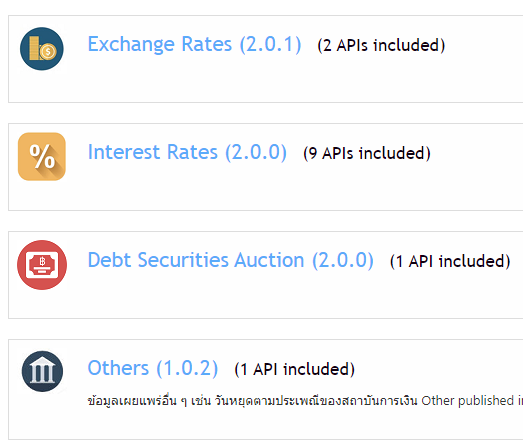 Exchange Rates (2.0.1) (2 APIs included)
% Interest Rates (2.0.0) (9 APIs included)
฿ Debt Securities Auction (2.0.0) (1 API included)
Others (1.0.2) (1 API included)
ข้อมูลเผยแพร่อื่น ๆ เช่น วันหยุดตามประเพณีของสถาบันการเงิน Other published